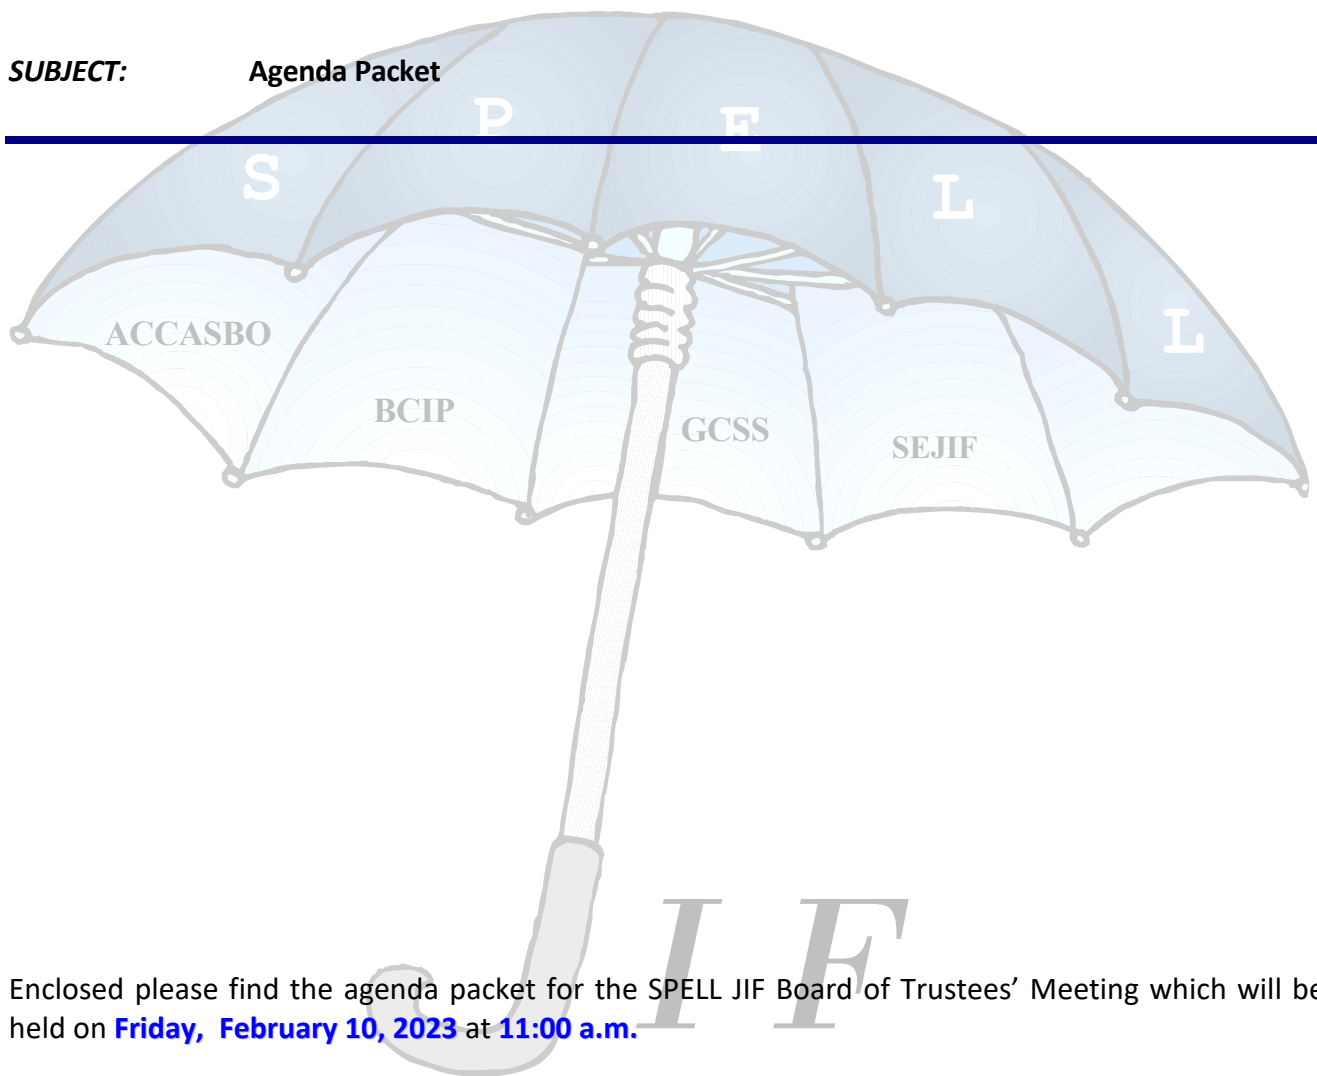 SUBJECT: Agenda Packet
S P E L L
ACCASBO
BCIP
GCSS
SEJIF
J I F
Enclosed please find the agenda packet for the SPELL JIF Board of Trustees’ Meeting which will be
held on Friday, February 10, 2023 at 11:00 a.m.